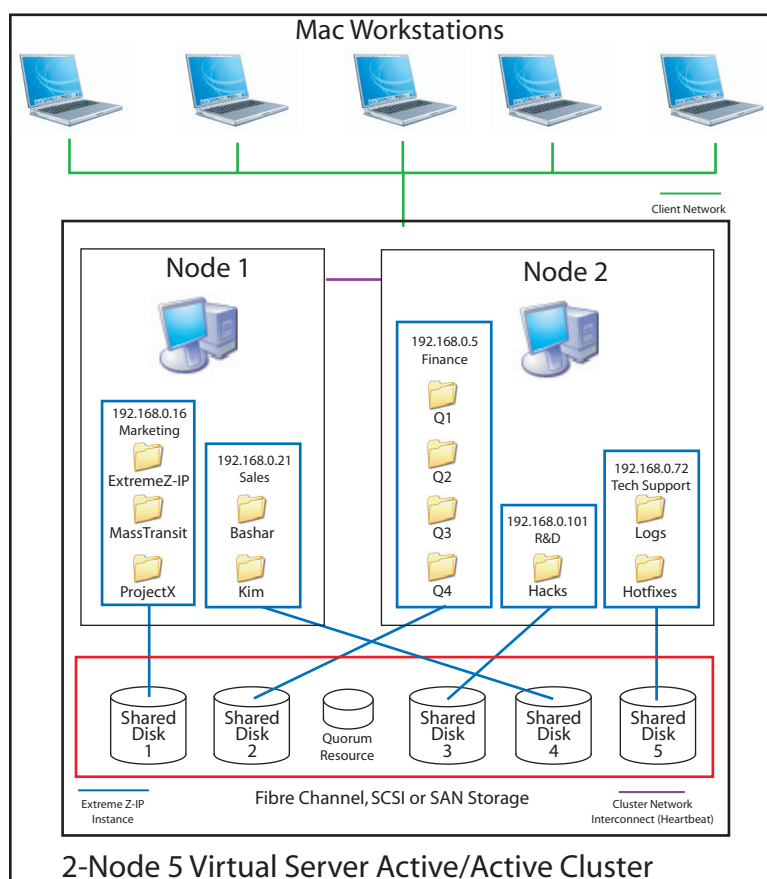 Mac Workstations
Client Network
Node 1
Node 2
192.168.0.16
Marketing
ExtremeZ-IP
MassTransit
ProjectX
192.168.0.21
Sales
Bashar
Kim
192.168.0.5
Finance
Q1
Q2
Q3
Q4
192.168.0.101
R&D
Hacks
192.168.0.72
Tech Support
Logs
Hotfixes
Shared
Disk
1
Shared
Disk
2
Quorum
Resource
Shared
Disk
3
Shared
Disk
4
Shared
Disk
5
Extreme Z-IP
Instance
Fibre Channel, SCSI or SAN Storage
Cluster Network
Interconnect (Heartbeat)
2-Node 5 Virtual Server Active/Active Cluster